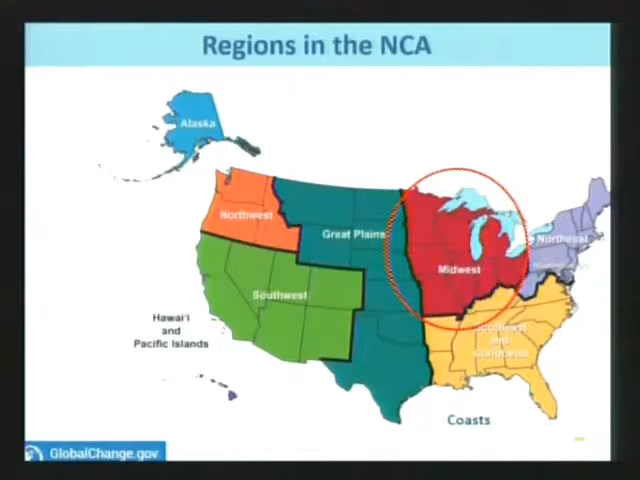 Regions in the NCA
Alaska
Northwest
Great Plains
Northeast
Midwest
Southwest
Hawai'i
and
Pacific Islands
Southeast
and
Caribbean
Coasts
GlobalChange.gov